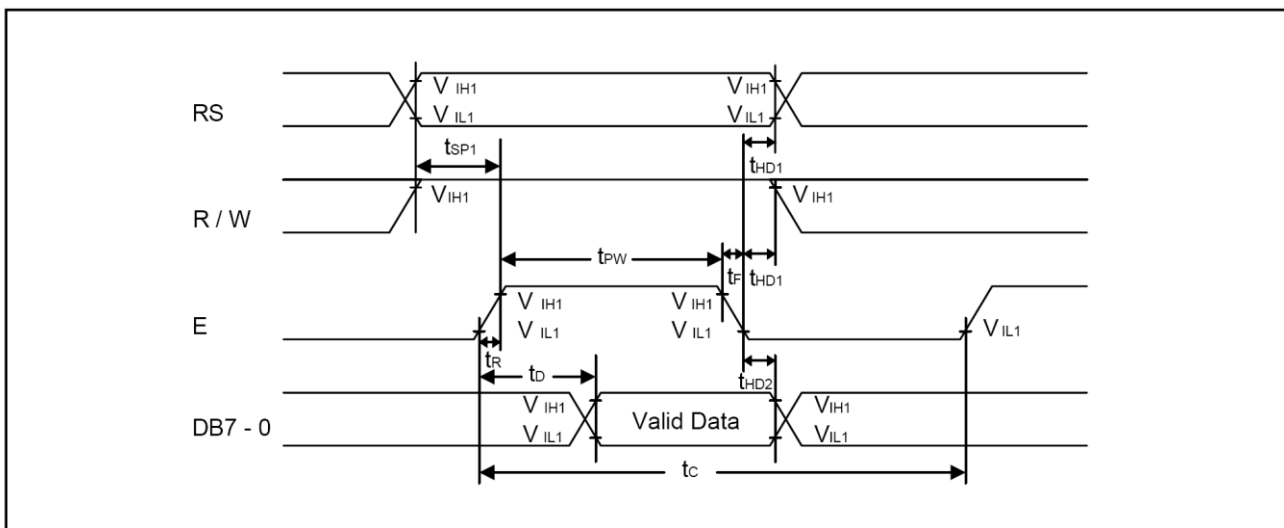 RS
V IH1
V IH1
V IL1
V IL1
tSP1
tHD1
R / W
VIH1
VIH1
tPW
tF
tHD1
E
V IH1
V IH1
V IL1
V IL1
VIL1
tR
tD
tHD2
DB7 - 0
V IH1
Valid Data
VIH1
V IL1
VIL1
tC